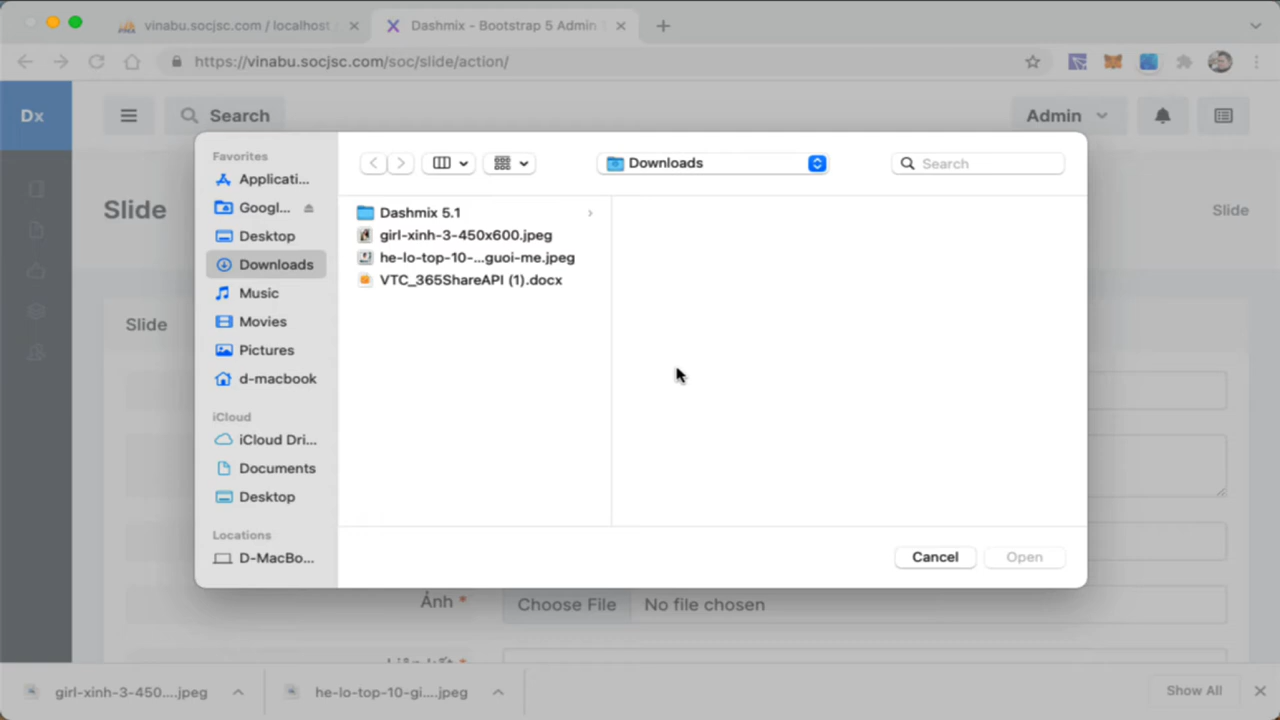 vinabu.socjsc.com / localhost /
Dashmix - Bootstrap 5 Admin
https://vinabu.socjsc.com/soc/slide/action/
Dx
Search
Admin
Slide
Slide
Slide
Favorites
Applicati...
Googl...
Desktop
Downloads
Music
Movies
Pictures
d-macbook
iCloud
iCloud Dri...
Documents
Desktop
Locations
D-MacBo...
Downloads
Search
Dashmix 5.1
girl-xinh-3-450x600.jpeg
he-lo-top-10-...guoi-me.jpeg
VTC_365ShareAPI (1).docx
Cancel
Open
Ảnh *
Choose File
No file chosen
Liên kết *
girl-xinh-3-450....jpeg
he-lo-top-10-gi....jpeg
Show All